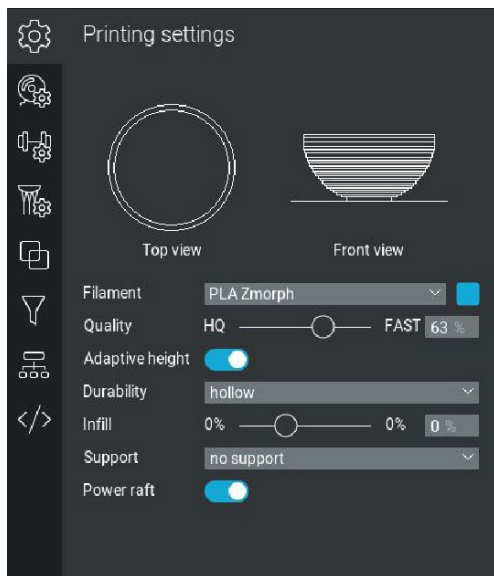 Printing settings
Top view Front view
Filament PLA Zmorph
Quality HQ FAST 63 %
Adaptive height
Durability hollow
Infill 0% 0% 0 %
Support no support
Power raft